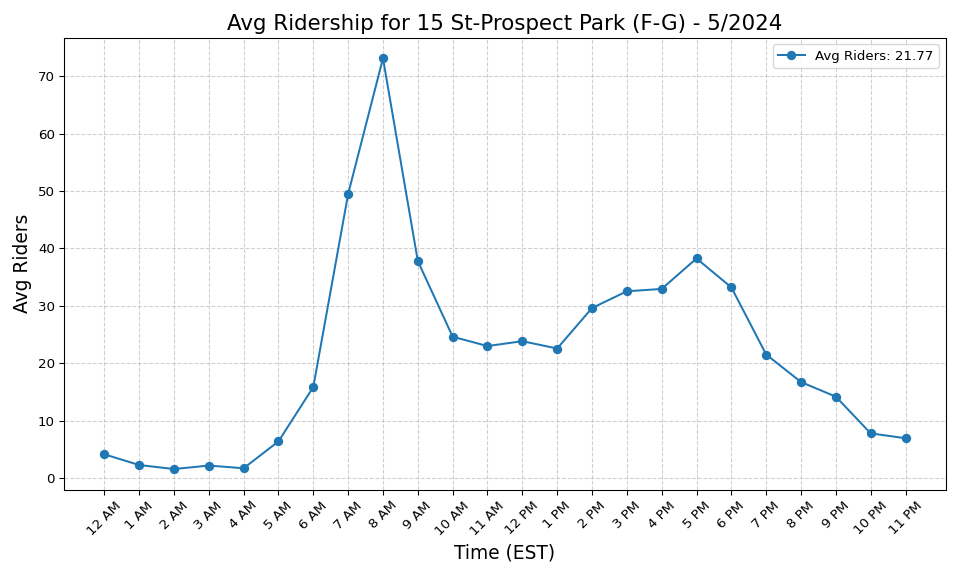 Avg Ridership for 15 St-Prospect Park (F-G) - 5/2024
Avg Riders: 21.77
Avg Riders
70
60
50
40
30
20
10
0
12 AM
1 AM
2 AM
3 AM
4 AM
5 AM
6 AM
7 AM
8 AM
9 AM
10 AM
11 AM
12 PM
1 PM
2 PM
3 PM
4 PM
5 PM
6 PM
7 PM
8 PM
9 PM
10 PM
11 PM
Time (EST)